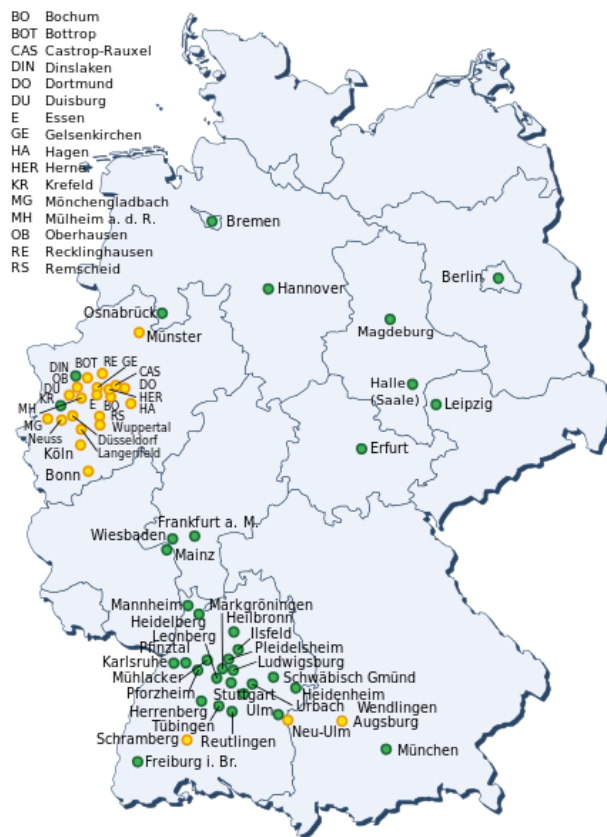 BO Bochum
BOT Bottrop
CAS Castrop-Rauxel
DIN Dinslaken
DO Dortmund
DU Duisburg
E Essen
GE Gelsenkirchen
HA Hagen
HER Herne
KR Krefeld
MG Mönchengladbach
MH Mülheim a. d. R.
OB Oberhausen
RE Recklinghausen
RS Remscheid
Bremen
Hannover
Berlin
Osnabrück
Münster
Magdeburg
DIN
BOT
RE
GE
CAS
OB
DU
DO
KR
HER
MH
E
BO
HA
RS
MG
Wuppertal
Neuss
Düsseldorf
Köln
Langenfeld
Bonn
Halle
(Saale)
Leipzig
Erfurt
Frankfurt a. M.
Wiesbaden
Mainz
Mannheim
Markgröningen
Heidelberg
Heilbronn
Leonberg
Ilsfeld
Pfinztal
Pleidelsheim
Karlsruhe
Ludwigsburg
Mühlacker
Schwäbisch Gmünd
Pforzheim
Stuttgart
Heidenheim
Herrenberg
Urbach
Wendlingen
Tübingen
Ulm
Augsburg
Schramberg
Reutlingen
Neu-Ulm
München
Freiburg i. Br.